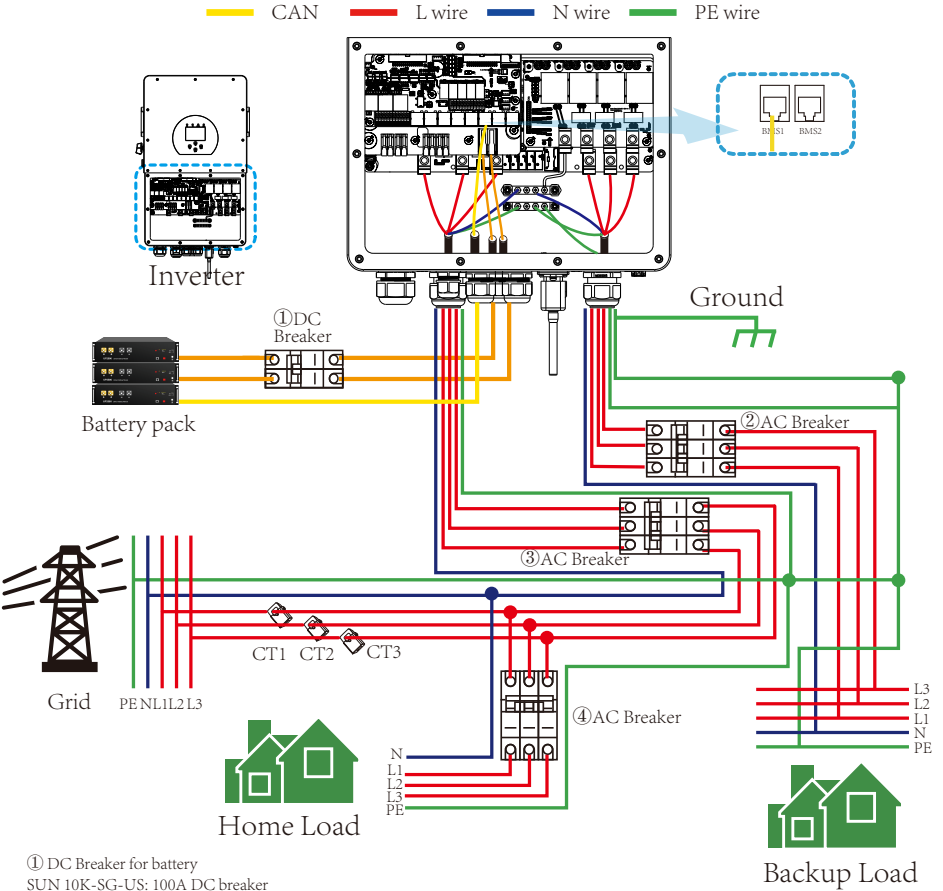 CAN L wire N wire PE wire
BMS1 BMS2
Inverter
Ground
①DC
Breaker
②AC Breaker
Battery pack
③AC Breaker
CT1 CT2 CT3
Grid
PE N L1 L2 L3
④AC Breaker
L3
L2
L1
N
PE
N
L1
L2
L3
PE
Home Load
Backup Load
① DC Breaker for battery
SUN 10K-SG-US: 100A DC breaker